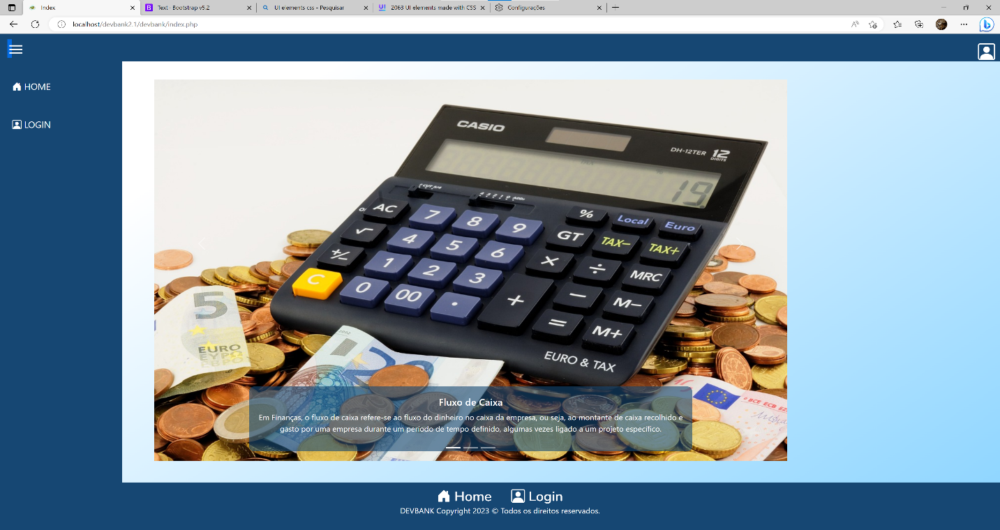 Index
Text · Bootstrap v5.2
UI elements css - Pesquisar
2063 UI elements made with CSS
Configurações
localhost/devbank2.1/devbank/index.php
HOME
LOGIN
CASIO
DH-12TER 12
DIGITS
19
AC
7
8
9
%
Local
Euro
√
4
5
6
GT
TAX−
TAX+
+/−
1
2
3
×
÷
MRC
C
0
00
·
+
−
M−
=
M+
EURO & TAX
5
EURO
ΕΥΡΩ
20
Fluxo de Caixa
Em Finanças, o fluxo de caixa refere-se ao fluxo do dinheiro no caixa da empresa, ou seja, ao montante de caixa recolhido e
gasto por uma empresa durante um período de tempo definido, algumas vezes ligado a um projeto específico.
Home Login
DEVBANK Copyright 2023 © Todos os direitos reservados.